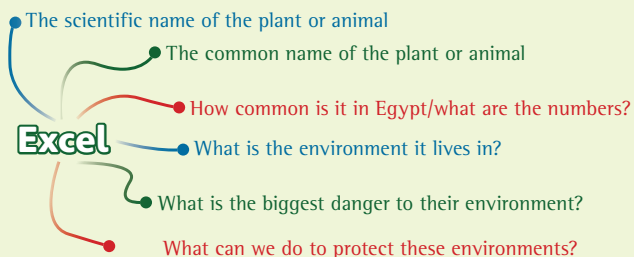 The scientific name of the plant or animal
The common name of the plant or animal
How common is it in Egypt/what are the numbers?
Excel
What is the environment it lives in?
What is the biggest danger to their environment?
What can we do to protect these environments?